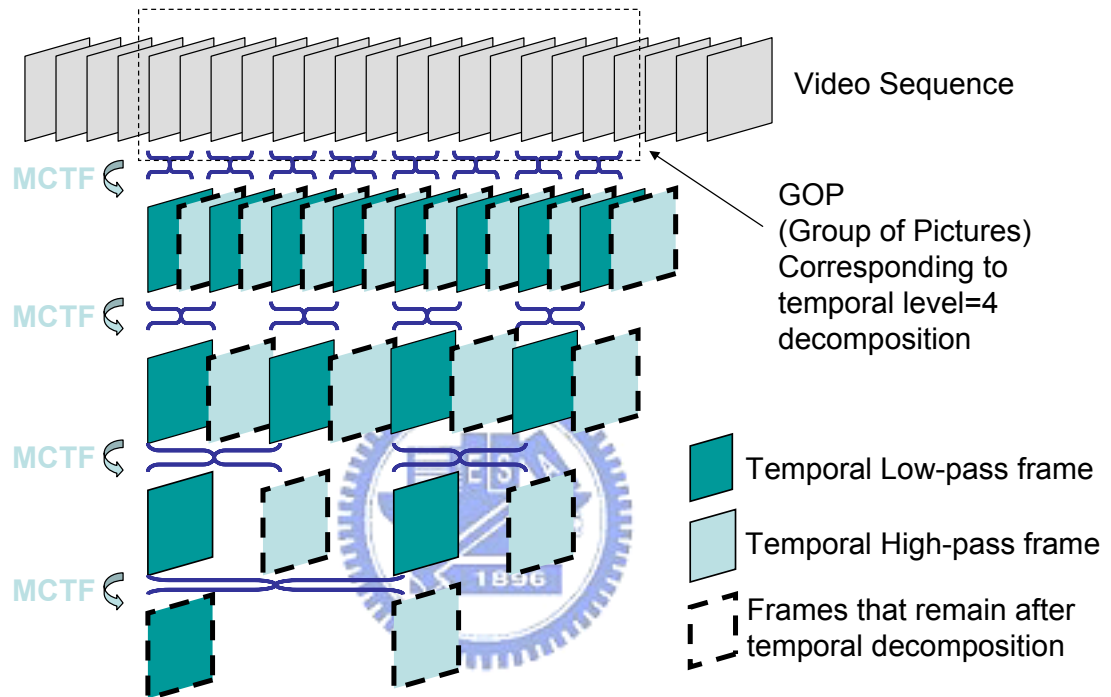 Video Sequence
MCTF
GOP
(Group of Pictures)
Corresponding to
temporal level=4
decomposition
MCTF
MCTF
Temporal Low-pass frame
Temporal High-pass frame
MCTF
1896
Frames that remain after
temporal decomposition